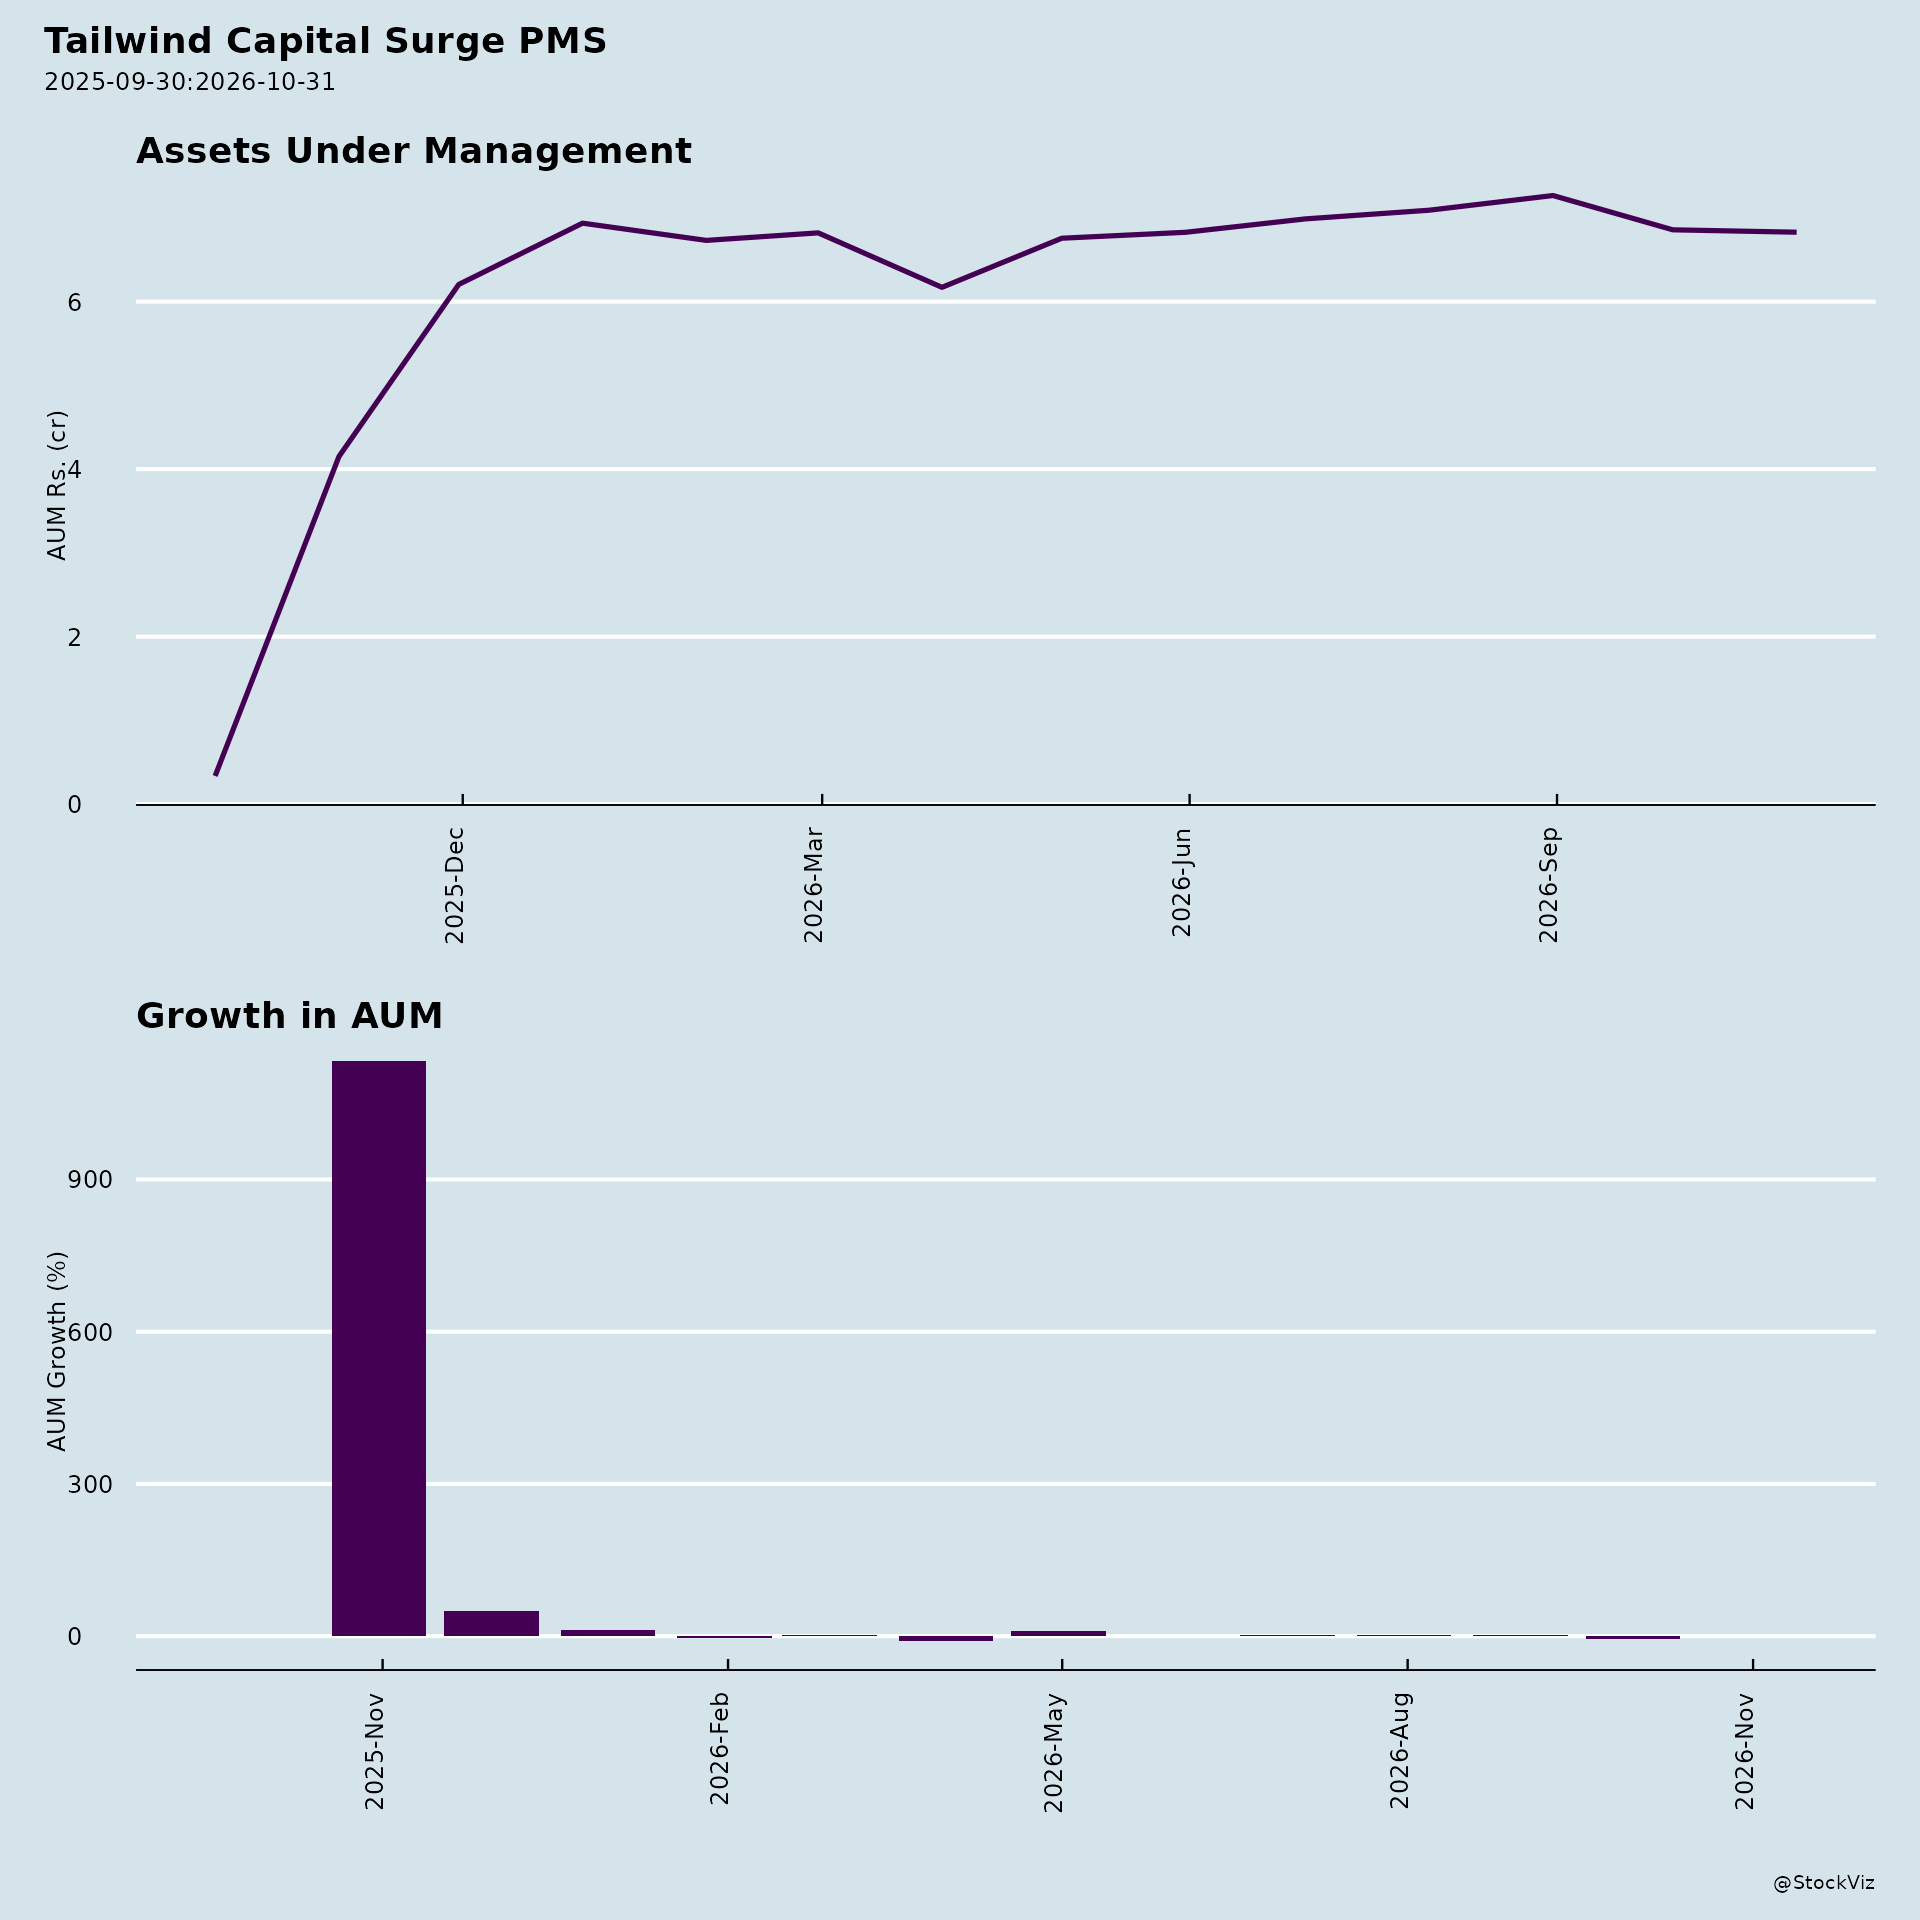 Tailwind Capital Surge PMS
2025-09-30:2026-10-31
Assets Under Management
AUM Rs. (cr)
6
4
2
0
2025-Dec
2026-Mar
2026-Jun
2026-Sep
Growth in AUM
AUM Growth (%)
900
600
300
0
2025-Nov
2026-Feb
2026-May
2026-Aug
2026-Nov
@StockViz